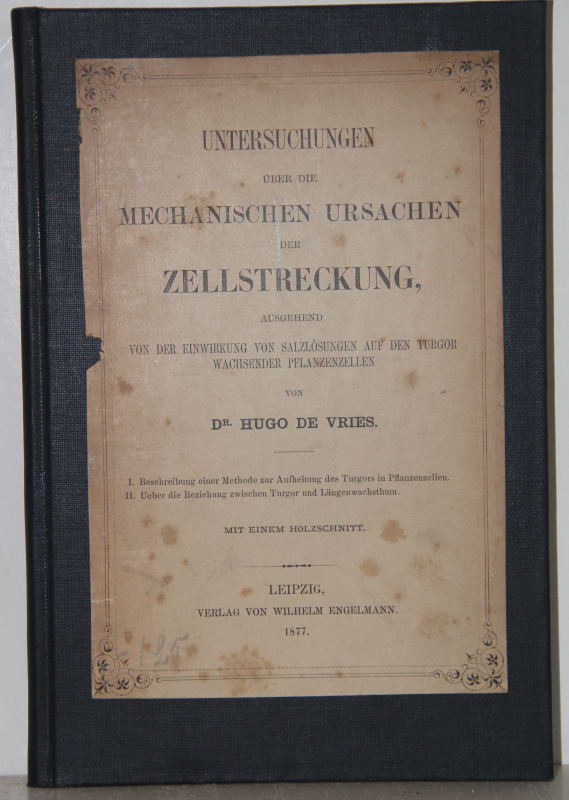 UNTERSUCHUNGEN
ÜBER DIE
MECHANISCHEN URSACHEN
DER
ZELLSTRECKUNG,
AUSGEHEND
VON DER EINWIRKUNG VON SALZLÖSUNGEN AUF DEN TURGOR
WACHSENDER PFLANZENZELLEN
VON
DR. HUGO DE VRIES.
I. Beschreibung einer Methode zur Aufhebung des Turgors in Pflanzenzellen.
II. Ueber die Beziehung zwischen Turgor und Längenwachsthum.
MIT EINEM HOLZSCHNITT.
LEIPZIG,
VERLAG VON WILHELM ENGELMANN.
1877.